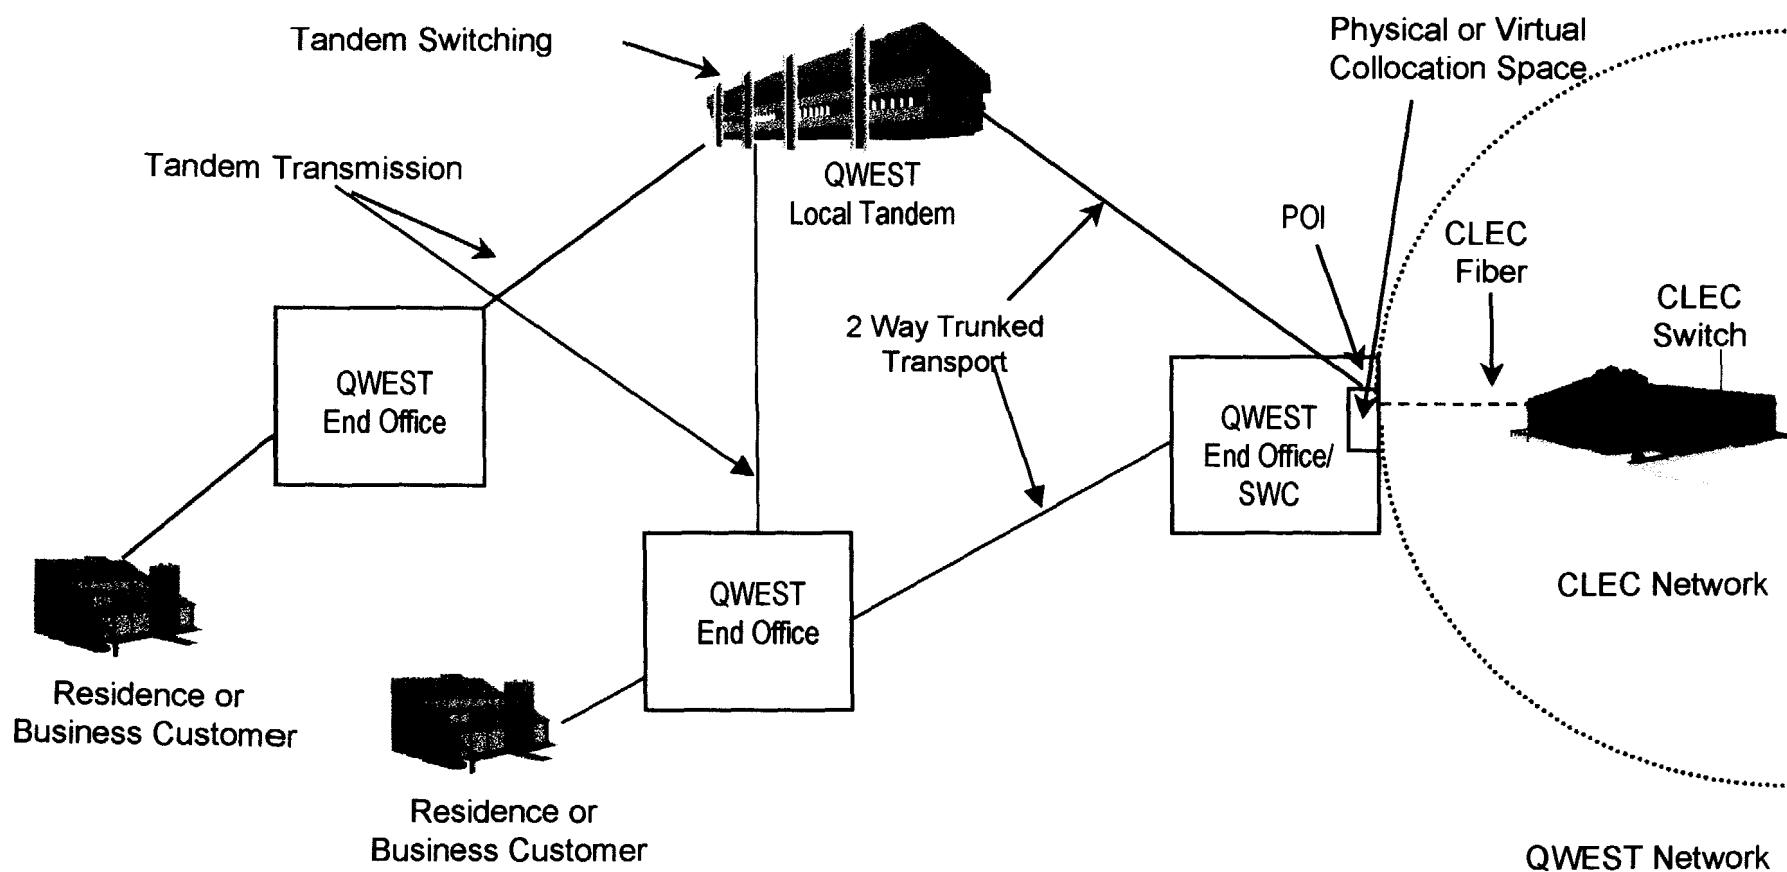 Tandem Switching
Physical or Virtual
Collocation Space
Tandem Transmission
QWEST
Local Tandem
POI
CLEC
Fiber
CLEC
Switch
2 Way Trunked
Transport
QWEST
End Office
QWEST
End Office/
SWC
QWEST
End Office
CLEC Network
Residence or
Business Customer
Residence or
Business Customer
QWEST Network